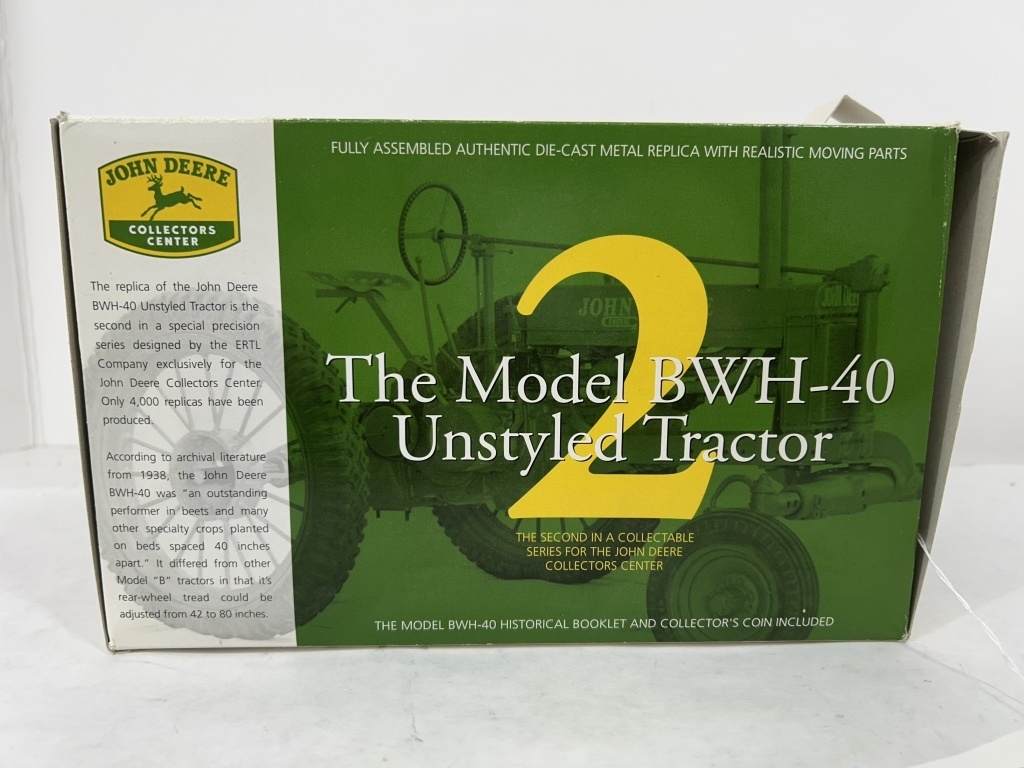 JOHN DEERE
COLLECTORS
CENTER
The replica of the John Deere
BWH-40 Unstyled Tractor is the
second in a special precision
series designed by the ERTL
Company exclusively for the
John Deere Collectors Center.
Only 4,000 replicas have been
produced.
According to archival literature
from 1938, the John Deere
BWH-40 was "an outstanding
performer in beets and many
other specialty crops planted
on beds spaced 40 inches
apart." It differed from other
Model "B" tractors in that it's
rear-wheel tread could be
adjusted from 42 to 80 inches.
FULLY ASSEMBLED AUTHENTIC DIE-CAST METAL REPLICA WITH REALISTIC MOVING PARTS
2
JOHN DEERE
JOHN DEERE
The Model BWH-40
Unstyled Tractor
THE SECOND IN A COLLECTABLE
SERIES FOR THE JOHN DEERE
COLLECTORS CENTER
THE MODEL BWH-40 HISTORICAL BOOKLET AND COLLECTOR'S COIN INCLUDED